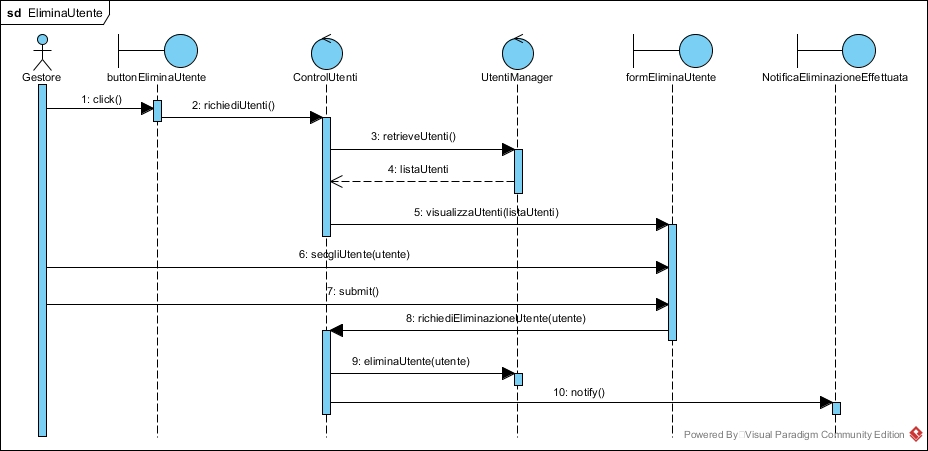 sd EliminaUtente
Gestore
buttonEliminaUtente
ControlUtenti
UtentiManager
formEliminaUtente
NotificaEliminazioneEffettuata
1: click()
2: richiediUtenti()
3: retrieveUtenti()
4: listaUtenti
5: visualizzaUtenti(listaUtenti)
6: scegliUtente(utente)
7: submit()
8: richiediEliminazioneUtente(utente)
9: eliminaUtente(utente)
10: notify()
Powered By Visual Paradigm Community Edition